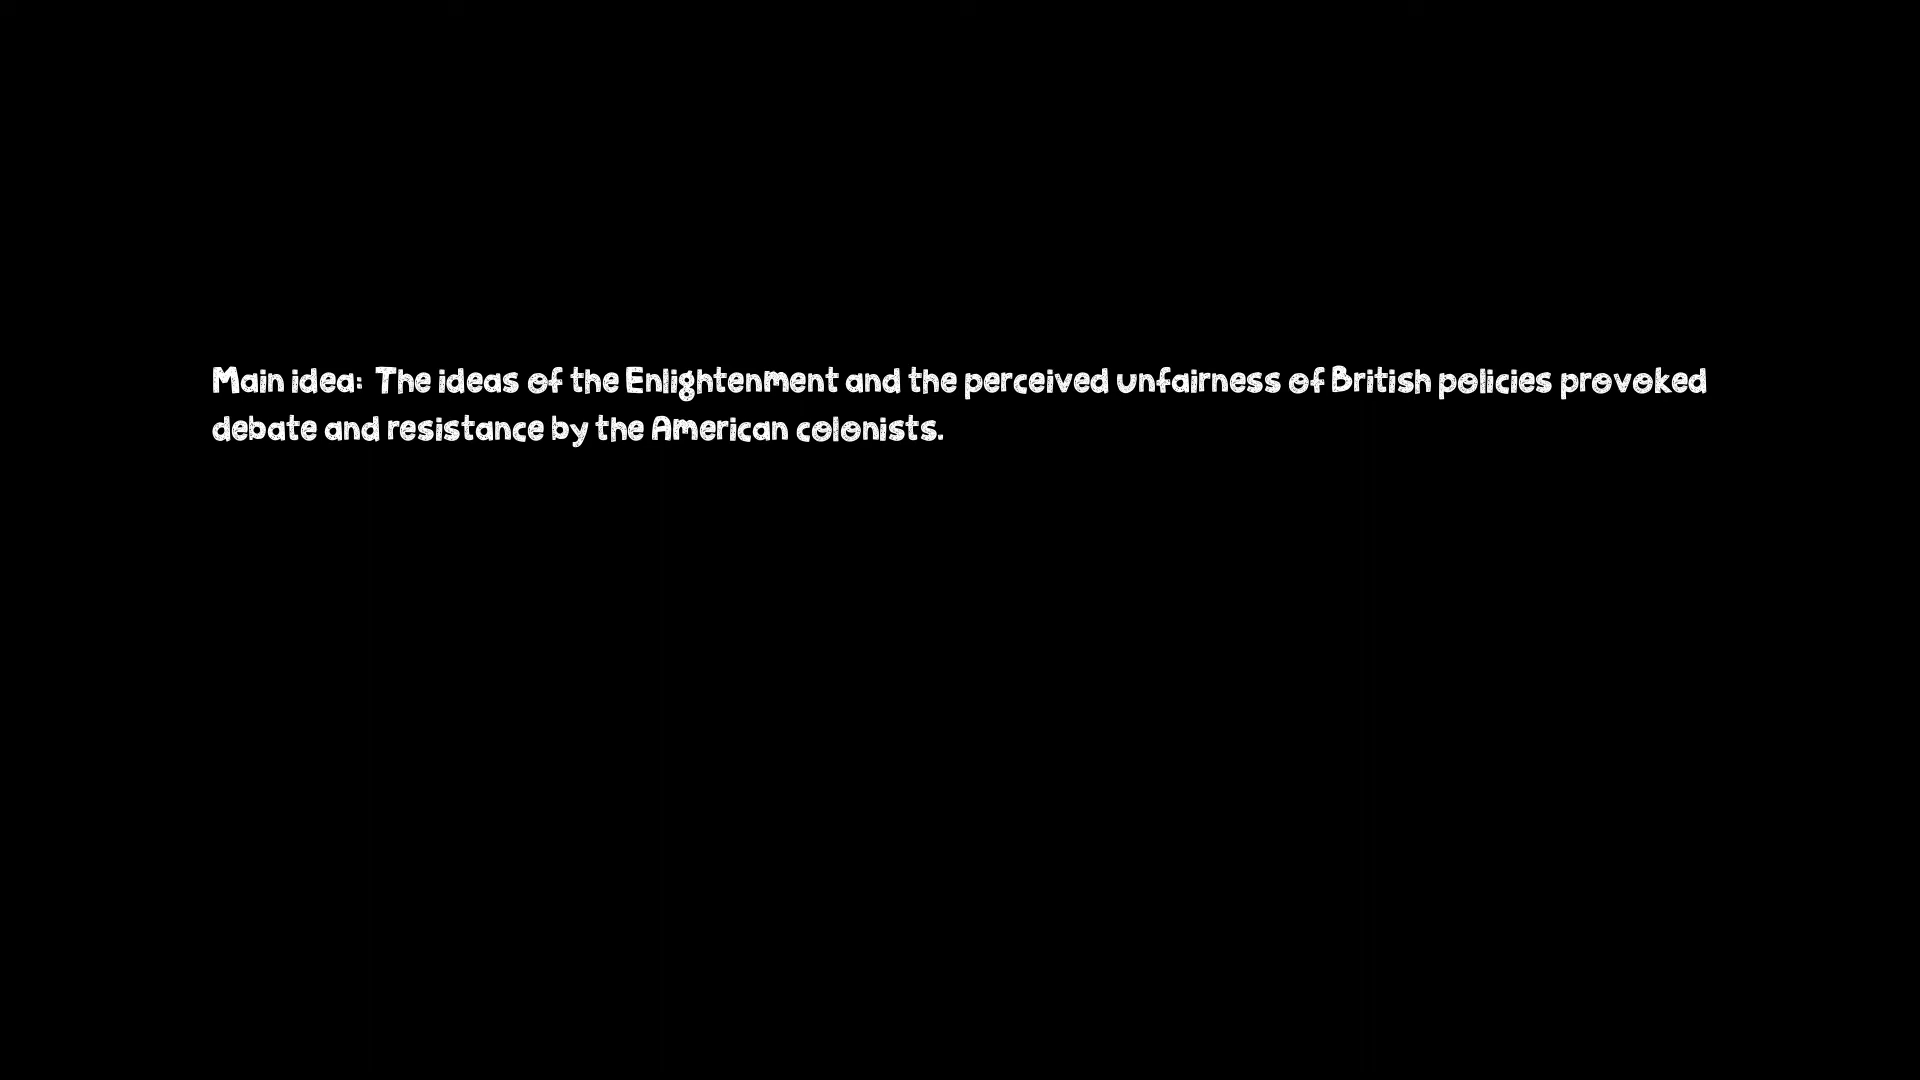 Main idea: The ideas of the Enlightenment and the perceived unfairness of British policies provoked
debate and resistance by the American colonists.